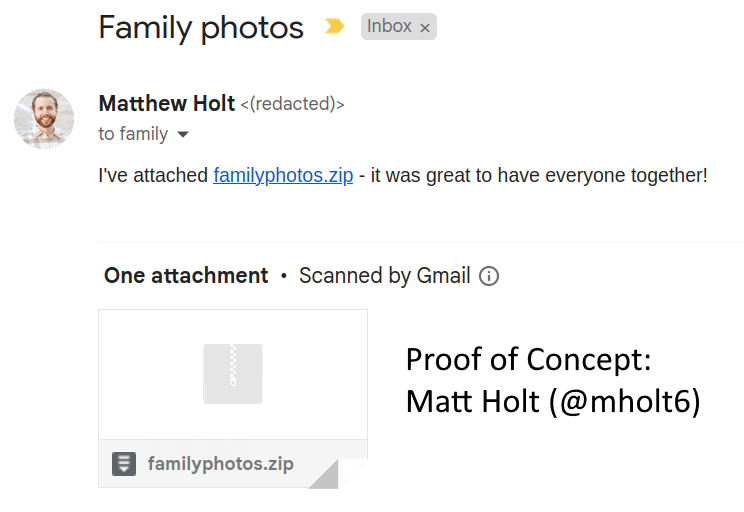 Family photos
Inbox ×
Matthew Holt <(redacted)>
to family
I've attached familyphotos.zip - it was great to have everyone together!
One attachment • Scanned by Gmail
Proof of Concept:
Matt Holt (@mholt6)
familyphotos.zip